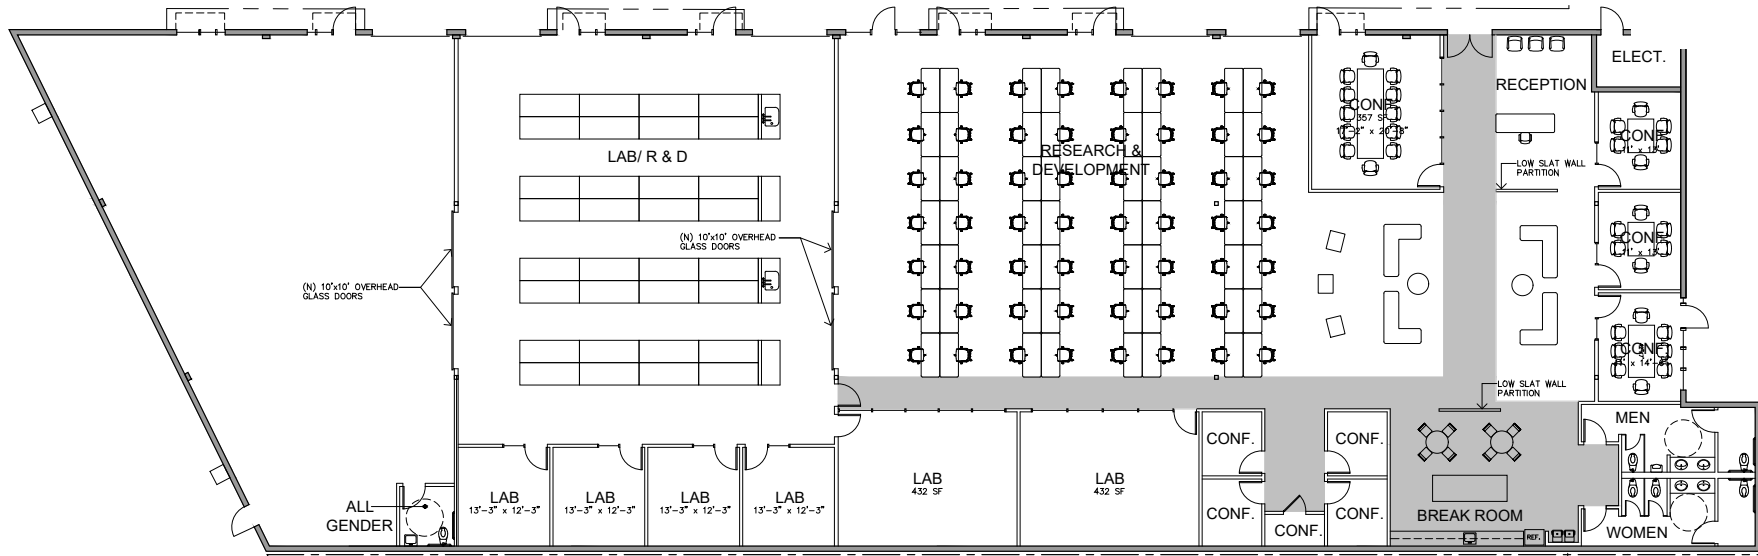 ELECT.
RECEPTION
CONF.
357 SF
CONF.
LAB/ R & D
RESEARCH &
DEVELOPMENT
LOW SLAT WALL
PARTITION
(N) 10'x10' OVERHEAD
GLASS DOORS
CONF.
(N) 10'x10' OVERHEAD
GLASS DOORS
CONF.
LOW SLAT WALL
PARTITION
MEN
CONF.
CONF.
LAB
432 SF
LAB
432 SF
LAB
13'-3" x 12'-3"
LAB
13'-3" x 12'-3"
LAB
13'-3" x 12'-3"
LAB
13'-3" x 12'-3"
ALL
GENDER
CONF.
CONF.
CONF.
BREAK ROOM
REF.
WOMEN